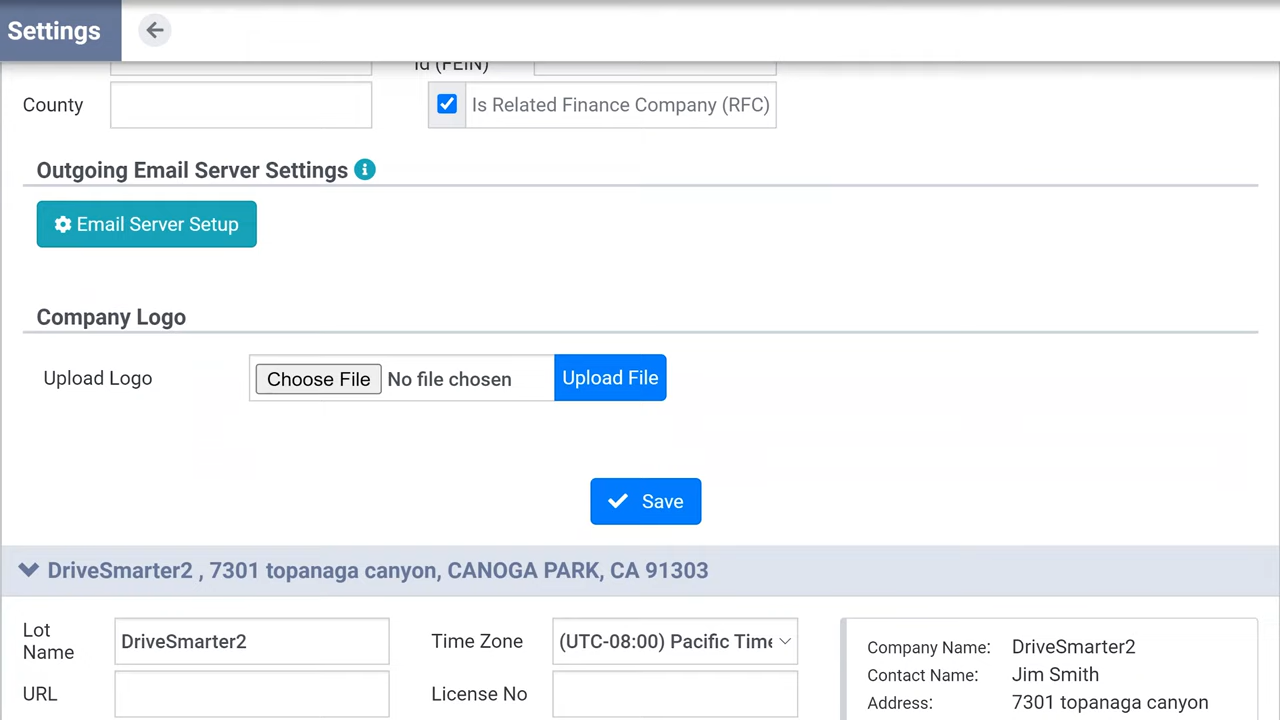 Settings
Id (FEIN)
County
Is Related Finance Company (RFC)
Outgoing Email Server Settings
Email Server Setup
Company Logo
Upload Logo
Choose File No file chosen
Upload File
Save
DriveSmarter2 , 7301 topanaga canyon, CANOGA PARK, CA 91303
Lot
Name
DriveSmarter2
Time Zone
(UTC-08:00) Pacific Time
Company Name: DriveSmarter2
Contact Name: Jim Smith
URL
License No
Address: 7301 topanaga canyon